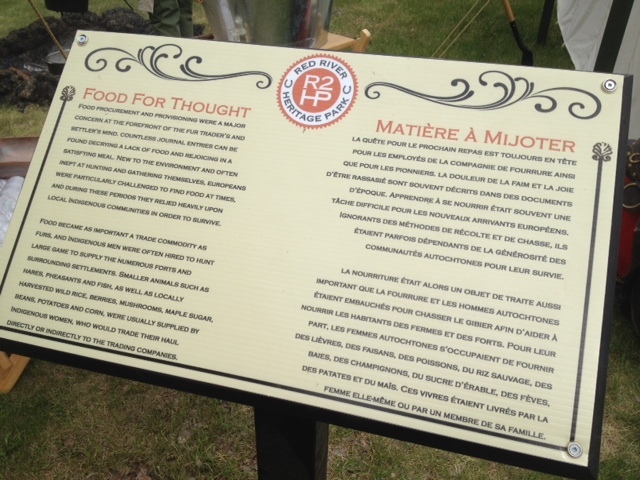 RED RIVER
R2
HP
HERITAGE PARK
FOOD FOR THOUGHT
FOOD PROCUREMENT AND PROVISIONING WERE A MAJOR
CONCERN AT THE FOREFRONT OF THE FUR TRADER'S AND
SETTLER'S MIND. COUNTLESS JOURNAL ENTRIES CAN BE
FOUND DECRYING A LACK OF FOOD AND REJOICING IN A
SATISFYING MEAL. NEW TO THE ENVIRONMENT AND OFTEN
INEPT AT HUNTING AND GATHERING THEMSELVES, EUROPEANS
WERE PARTICULARLY CHALLENGED TO FIND FOOD AT TIMES,
AND DURING THESE PERIODS THEY RELIED HEAVILY UPON
LOCAL INDIGENOUS COMMUNITIES IN ORDER TO SURVIVE.
FOOD BECAME AS IMPORTANT A TRADE COMMODITY AS
FURS, AND INDIGENOUS MEN WERE OFTEN HIRED TO HUNT
LARGE GAME TO SUPPLY THE NUMEROUS FORTS AND
SURROUNDING SETTLEMENTS. SMALLER ANIMALS SUCH AS
HARES, PHEASANTS AND FISH, AS WELL AS LOCALLY
HARVESTED WILD RICE, BERRIES, MUSHROOMS, MAPLE SUGAR,
BEANS, POTATOES AND CORN, WERE USUALLY SUPPLIED BY
INDIGENOUS WOMEN, WHO WOULD TRADE THEIR HAUL
DIRECTLY OR INDIRECTLY TO THE TRADING COMPANIES.
MATIÈRE À MIJOTER
LA QUÊTE POUR LE PROCHAIN REPAS EST TOUJOURS EN TÊTE
POUR LES EMPLOYÉS DE LA COMPAGNIE DE FOURRURE AINSI
QUE POUR LES PIONNIERS. LA DOULEUR DE LA FAIM ET LA JOIE
D'ÊTRE RASSASIÉ SONT SOUVENT DÉCRITS DANS DES DOCUMENTS
D'ÉPOQUE. APPRENDRE À SE NOURRIR ÉTAIT SOUVENT UNE
TÂCHE DIFFICILE POUR LES NOUVEAUX ARRIVANTS EUROPÉENS.
IGNORANTS DES MÉTHODES DE RÉCOLTE ET DE CHASSE, ILS
ÉTAIENT PARFOIS DÉPENDANTS DE LA GÉNÉROSITÉ DES
COMMUNAUTÉS AUTOCHTONES POUR LEUR SURVIE.
LA NOURRITURE ÉTAIT ALORS UN OBJET DE TRAITE AUSSI
IMPORTANT QUE LA FOURRURE ET LES HOMMES AUTOCHTONES
ÉTAIENT EMBAUCHÉS POUR CHASSER LE GIBIER AFIN D'AIDER À
NOURRIR LES HABITANTS DES FERMES ET DES FORTS. POUR LEUR
PART, LES FEMMES AUTOCHTONES S'OCCUPAIENT DE FOURNIR
DES LIÈVRES, DES FAISANS, DES POISSONS, DU RIZ SAUVAGE, DES
BAIES, DES CHAMPIGNONS, DU SUCRE D'ÉRABLE, DES FÈVES,
DES PATATES ET DU MAÏS. CES VIVRES ÉTAIENT LIVRÉS PAR LA
FEMME ELLE-MÊME OU PAR UN MEMBRE DE SA FAMILLE.